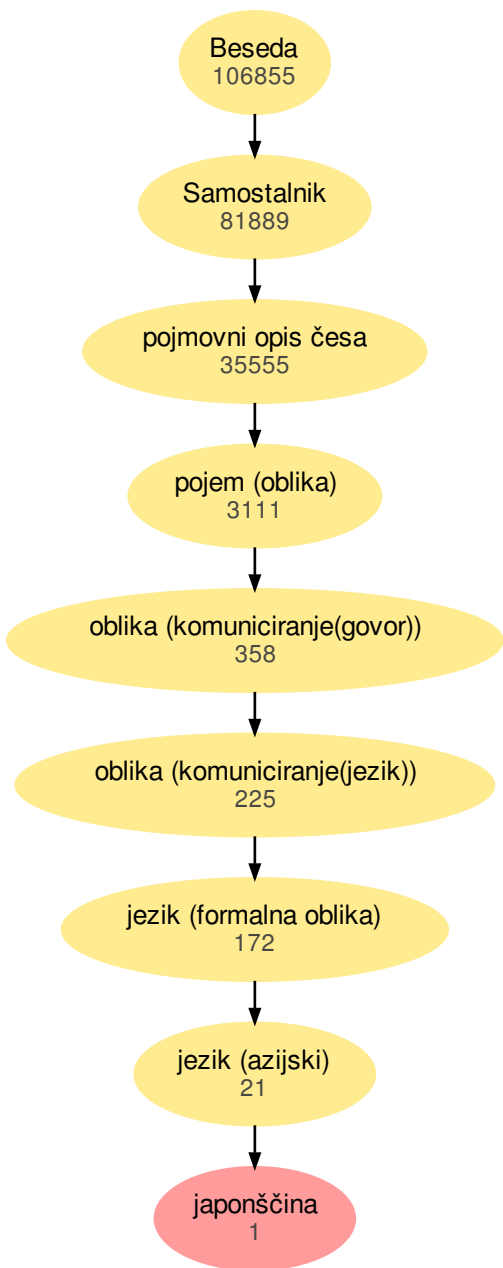 Beseda
106855
Samostalnik
81889
pojmovni opis česa
35555
pojem (oblika)
3111
oblika (komuniciranje(govor))
358
oblika (komuniciranje(jezik))
225
jezik (formalna oblika)
172
jezik (azijski)
21
japonščina
1